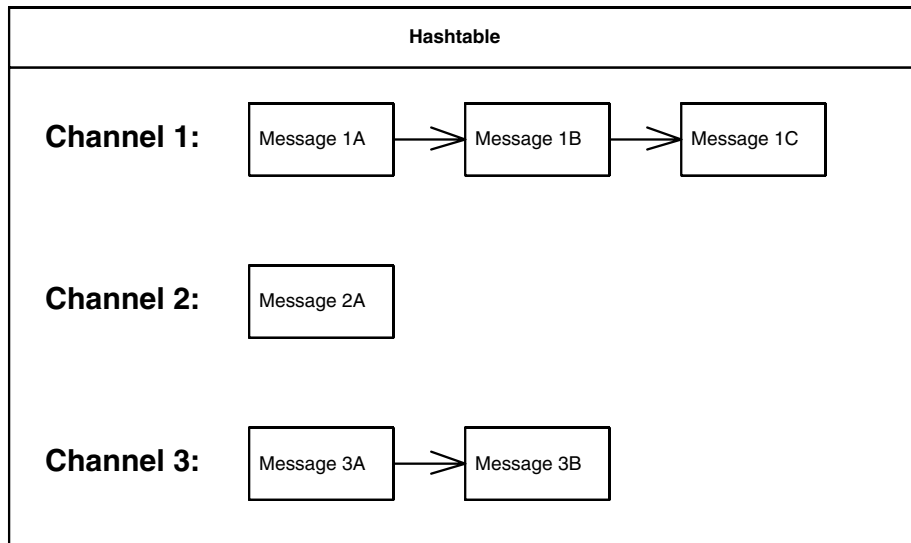 Hashtable
Channel 1: Message 1A Message 1B Message 1C
Channel 2: Message 2A
Channel 3: Message 3A Message 3B